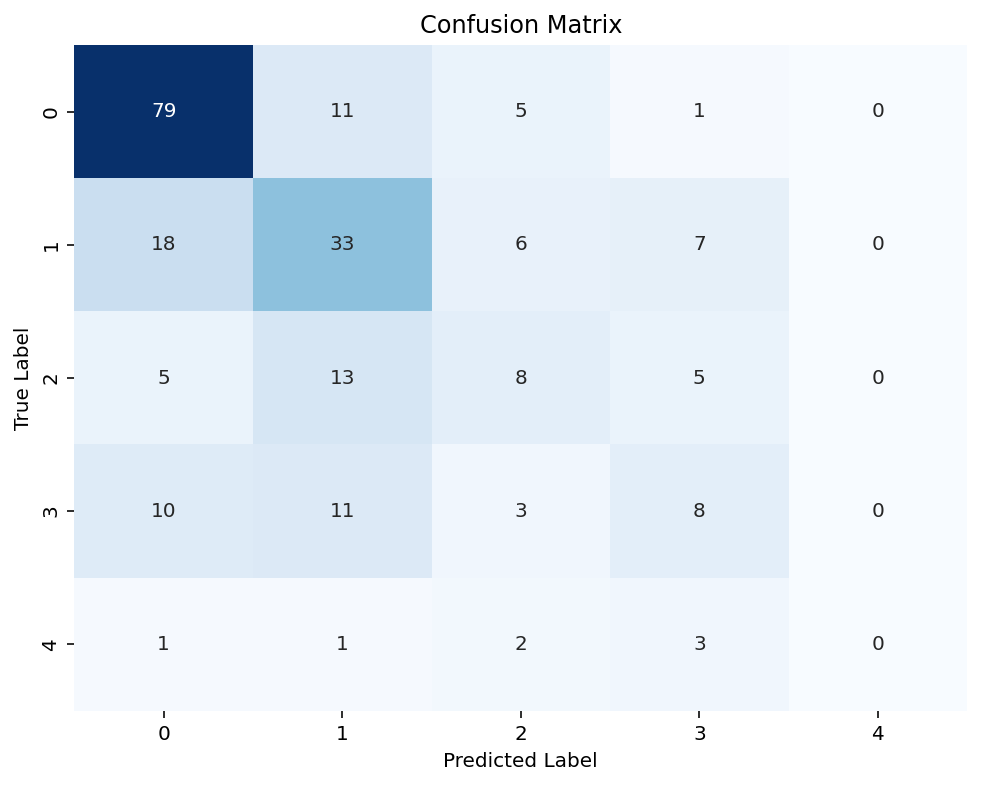 Confusion Matrix
0 79 11 5 1 0
1 18 33 6 7 0
2 5 13 8 5 0
3 10 11 3 8 0
4 1 1 2 3 0
True Label
0 1 2 3 4
Predicted Label